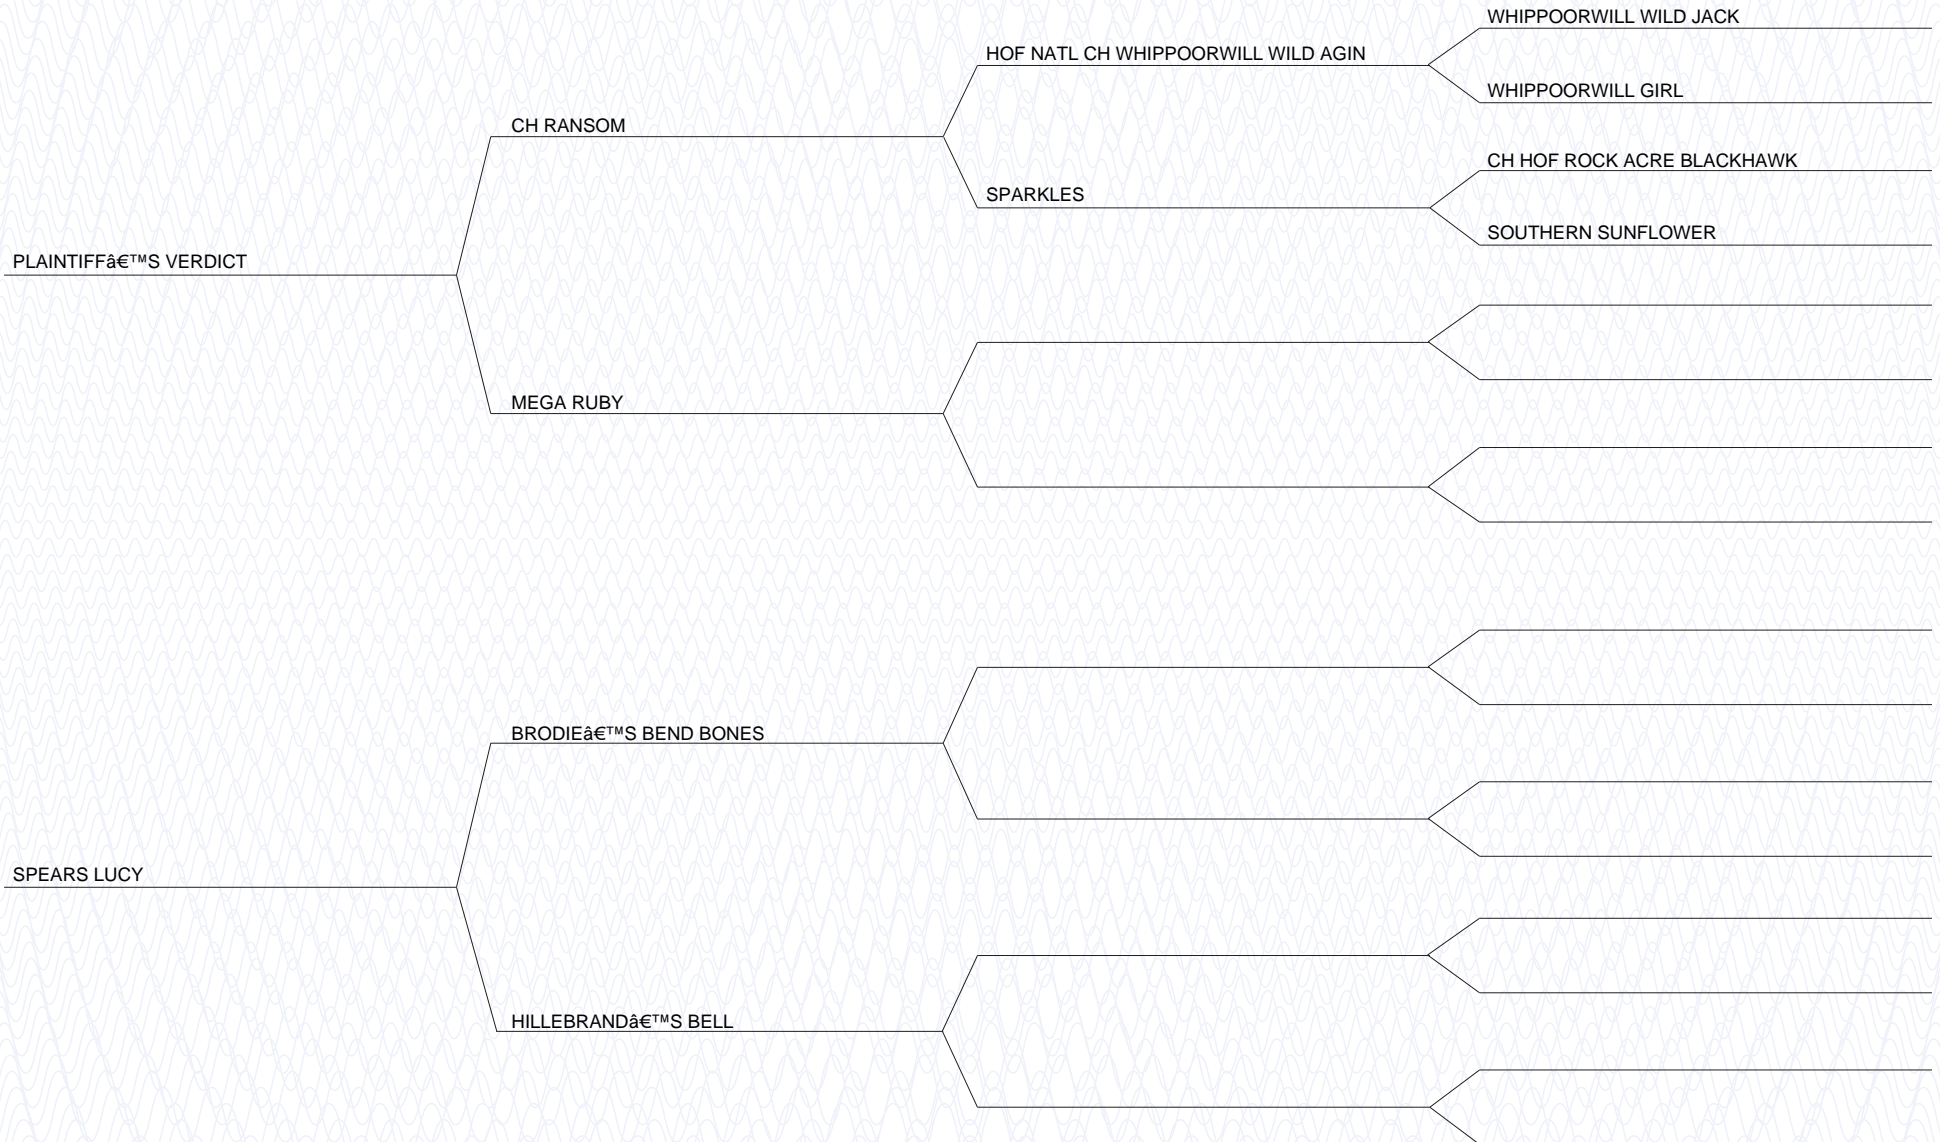 WHIPPOORWILL WILD JACK
HOF NATL CH WHIPPOORWILL WILD AGIN
WHIPPOORWILL GIRL
CH RANSOM
CH HOF ROCK ACRE BLACKHAWK
SPARKLES
SOUTHERN SUNFLOWER
PLAINTIFFâ€™S VERDICT
MEGA RUBY
BRODIEâ€™S BEND BONES
SPEARS LUCY
HILLEBRANDâ€™S BELL